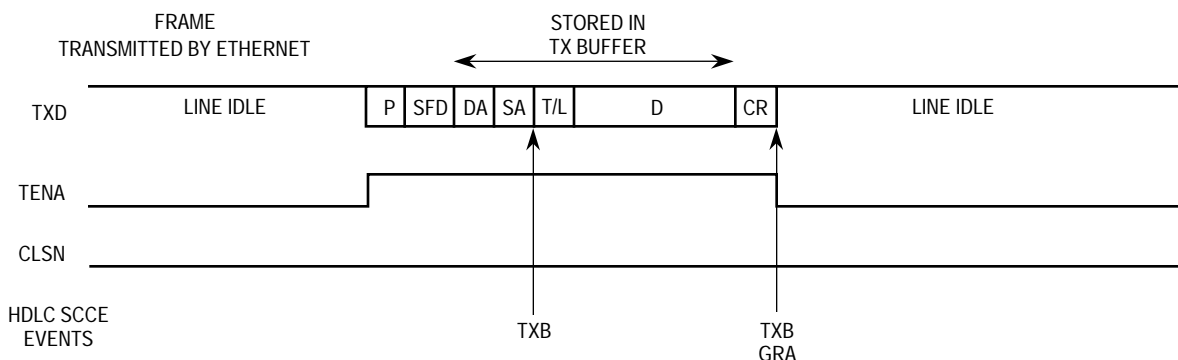 FRAME
TRANSMITTED BY ETHERNET
STORED IN
TX BUFFER
TXD
LINE IDLE
P
SFD
DA
SA
T/L
D
CR
LINE IDLE
TENA
CLSN
HDLC SCCE
EVENTS
TXB
TXB
GRA